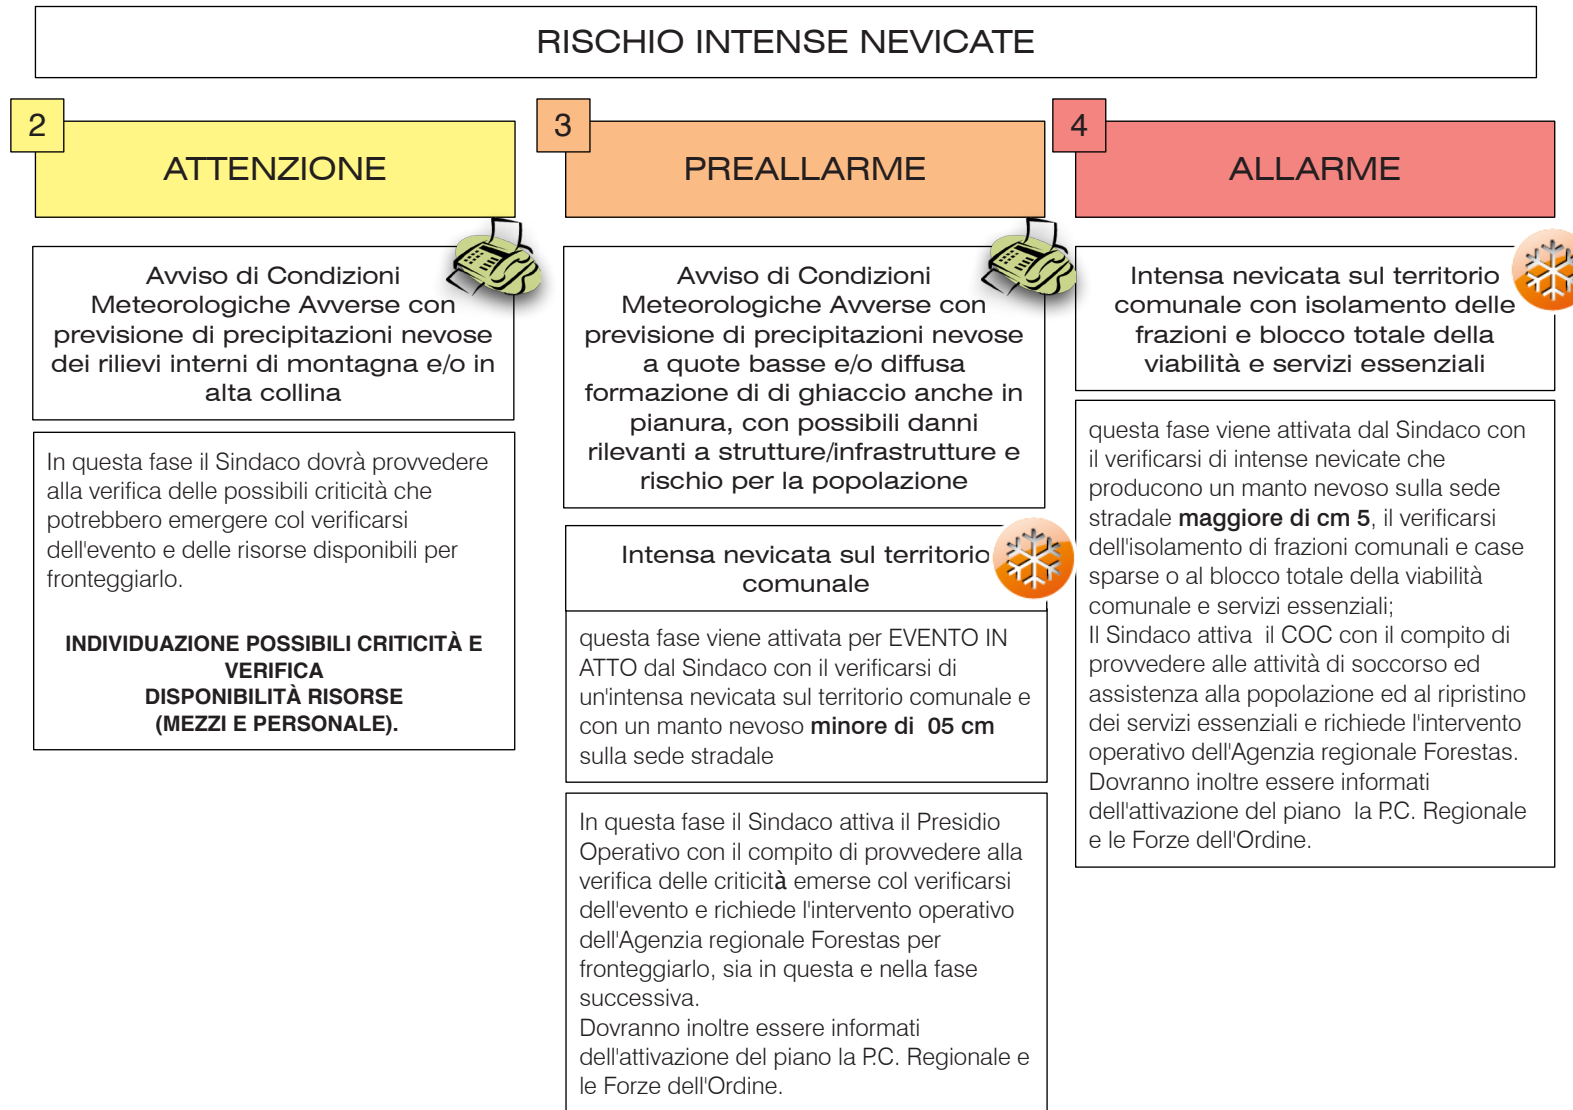 RISCHIO INTENSE NEVICATE
2
ATTENZIONE
Avviso di Condizioni
Meteorologiche Avverse con
previsione di precipitazioni nevose
dei rilievi interni di montagna e/o in
alta collina
In questa fase il Sindaco dovrà provvedere
alla verifica delle possibili criticità che
potrebbero emergere col verificarsi
dell'evento e delle risorse disponibili per
fronteggiarlo.
INDIVIDUAZIONE POSSIBILI CRITICITÀ E
VERIFICA
DISPONIBILITÀ RISORSE
(MEZZI E PERSONALE).
3
PREALLARME
Avviso di Condizioni
Meteorologiche Avverse con
previsione di precipitazioni nevose
a quote basse e/o diffusa
formazione di di ghiaccio anche in
pianura, con possibili danni
rilevanti a strutture/infrastrutture e
rischio per la popolazione
Intensa nevicata sul territorio
comunale
questa fase viene attivata per EVENTO IN
ATTO dal Sindaco con il verificarsi di
un'intensa nevicata sul territorio comunale e
con un manto nevoso minore di  05 cm
sulla sede stradale
In questa fase il Sindaco attiva il Presidio
Operativo con il compito di provvedere alla
verifica delle criticità emerse col verificarsi
dell'evento e richiede l'intervento operativo
dell'Agenzia regionale Forestas per
fronteggiarlo, sia in questa e nella fase
successiva.
Dovranno inoltre essere informati
dell'attivazione del piano la P.C. Regionale e
le Forze dell'Ordine.
4
ALLARME
Intensa nevicata sul territorio
comunale con isolamento delle
frazioni e blocco totale della
viabilità e servizi essenziali
questa fase viene attivata dal Sindaco con
il verificarsi di intense nevicate che
producono un manto nevoso sulla sede
stradale maggiore di cm 5, il verificarsi
dell'isolamento di frazioni comunali e case
sparse o al blocco totale della viabilità
comunale e servizi essenziali;
Il Sindaco attiva  il COC con il compito di
provvedere alle attività di soccorso ed
assistenza alla popolazione ed al ripristino
dei servizi essenziali e richiede l'intervento
operativo dell'Agenzia regionale Forestas.
Dovranno inoltre essere informati
dell'attivazione del piano  la P.C. Regionale
e le Forze dell'Ordine.